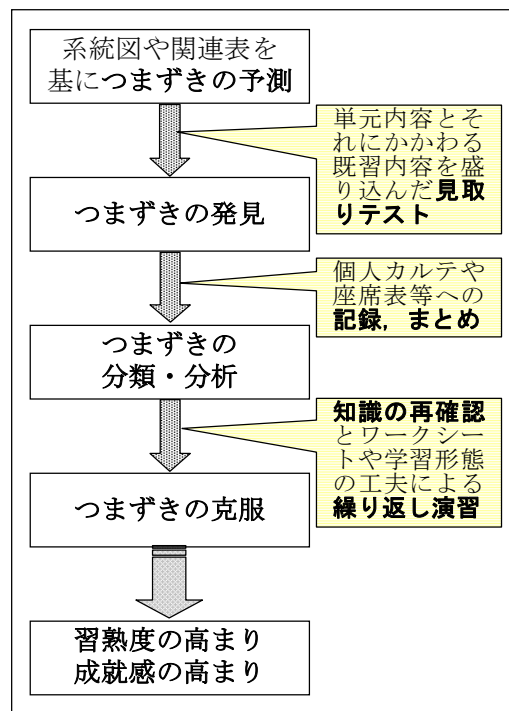 系統図や関連表を
基につまずきの予測
単元内容とそ
れにかかわる
既習内容を盛
り込んだ見取
りテスト
つまずきの発見
個人カルテや
座席表等への
記録，まとめ
つまずきの
分類・分析
知識の再確認
とワークシー
トや学習形態
の工夫による
繰り返し演習
つまずきの克服
習熟度の高まり
成就感の高まり